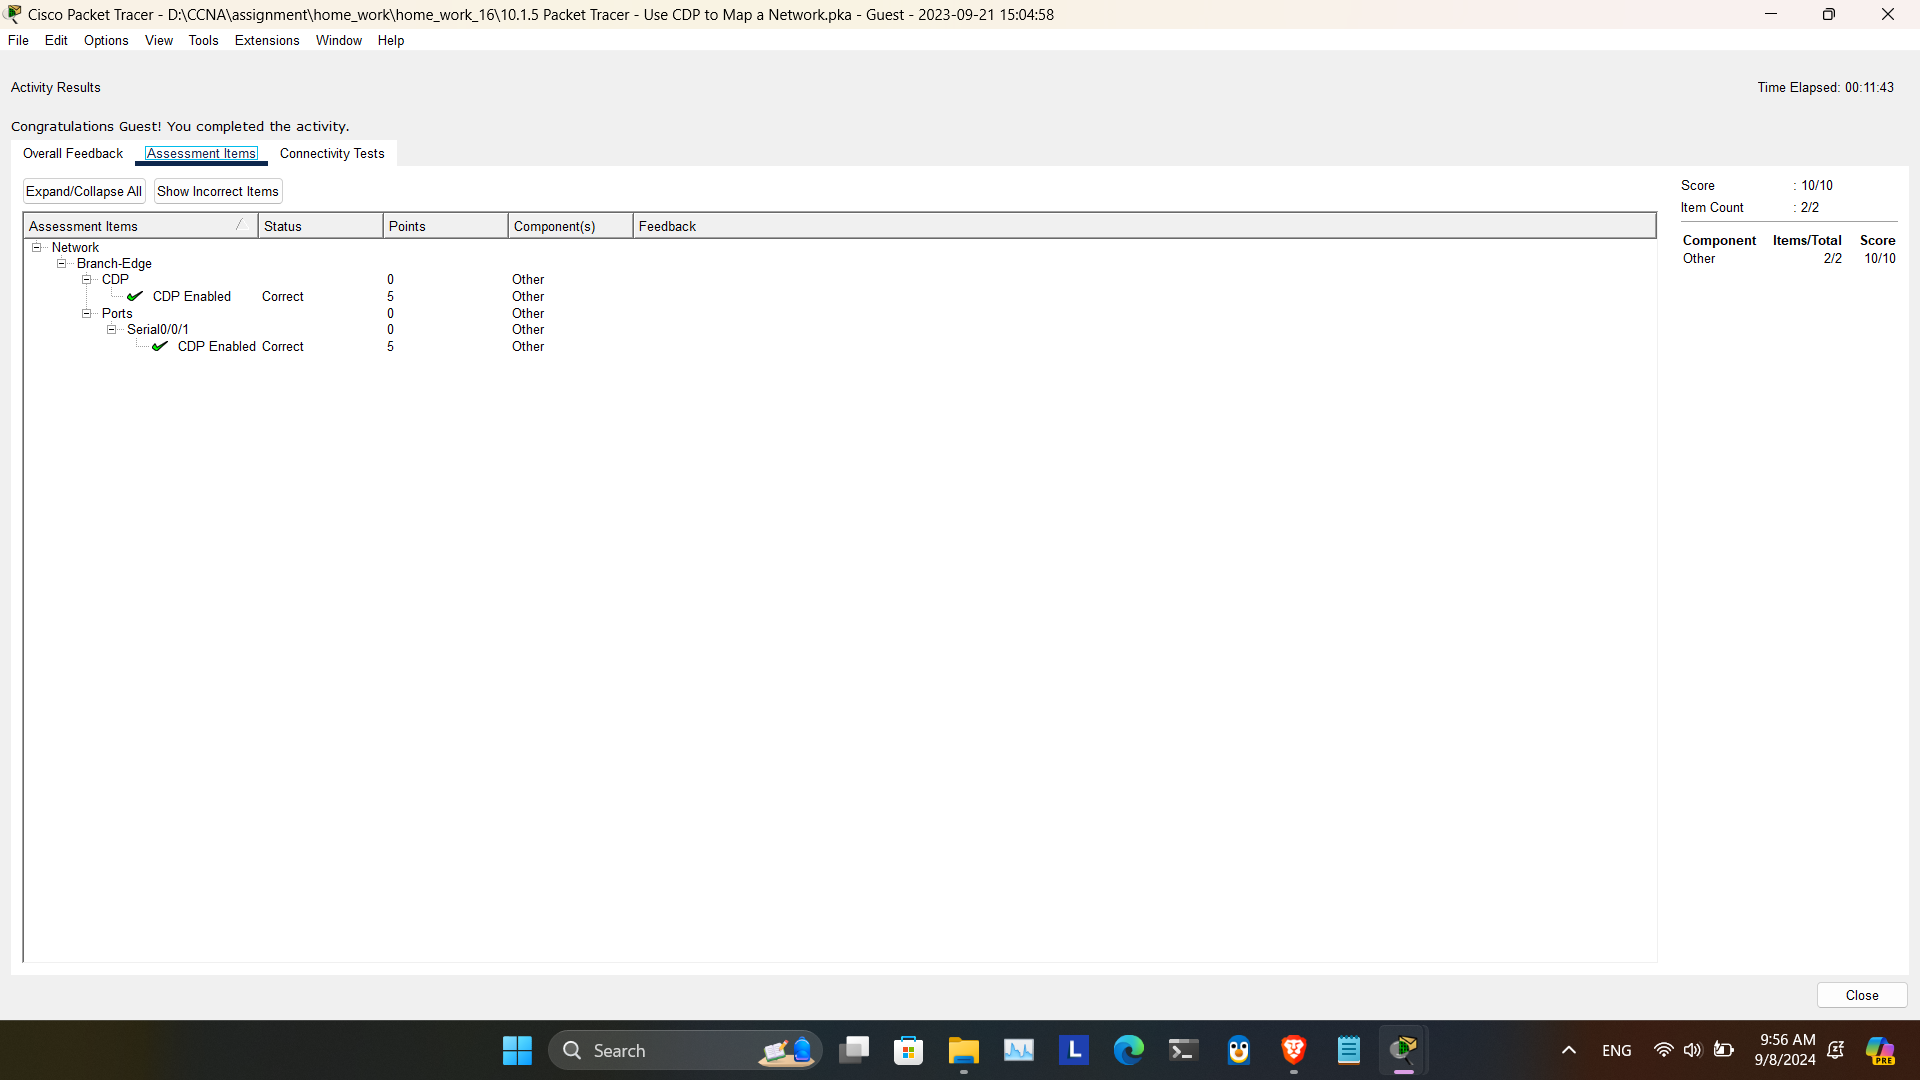 Cisco Packet Tracer - D:\CCNA\assignment\home_work\home_work_16\10.1.5 Packet Tracer - Use CDP to Map a Network.pka - Guest - 2023-09-21 15:04:58
File Edit Options View Tools Extensions Window Help
Activity Results
Time Elapsed: 00:11:43
Congratulations Guest! You completed the activity.
Overall Feedback Assessment Items Connectivity Tests
Expand/Collapse All Show Incorrect Items
Assessment Items Status Points Component(s) Feedback
Network
Branch-Edge
CDP 0 Other
CDP Enabled Correct 5 Other
Ports 0 Other
Serial0/0/1 0 Other
CDP Enabled Correct 5 Other
Score : 10/10
Item Count : 2/2
Component Items/Total Score
Other 2/2 10/10
Close
Search
L
ENG
9:56 AM
9/8/2024
PRE